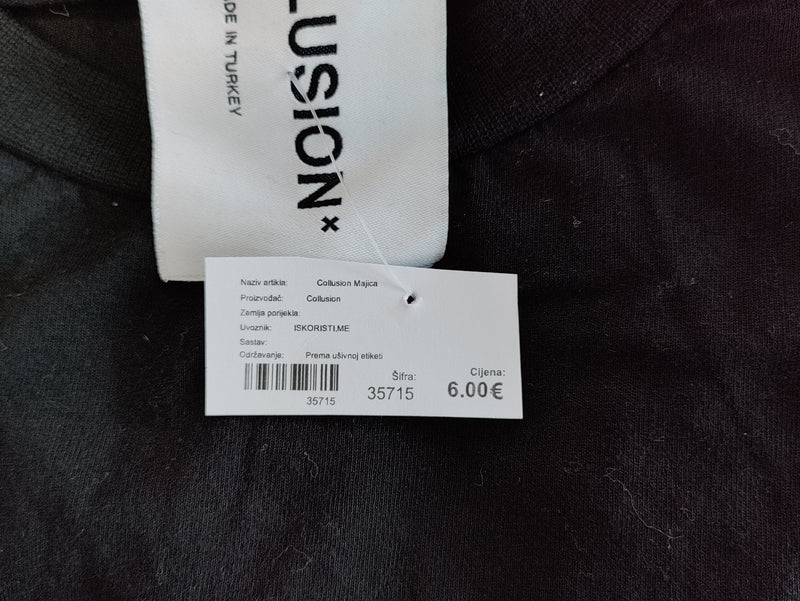 LUSION
ADE IN TURKEY
Naziv artikla: Collusion Majica
Proizvođač: Collusion
Zemlja porijekla:
Uvoznik: ISKORISTI.ME
Sastav:
Održavanje: Prema ušivnoj etiketi
35715
Šifra:
35715
Cijena:
6.00€